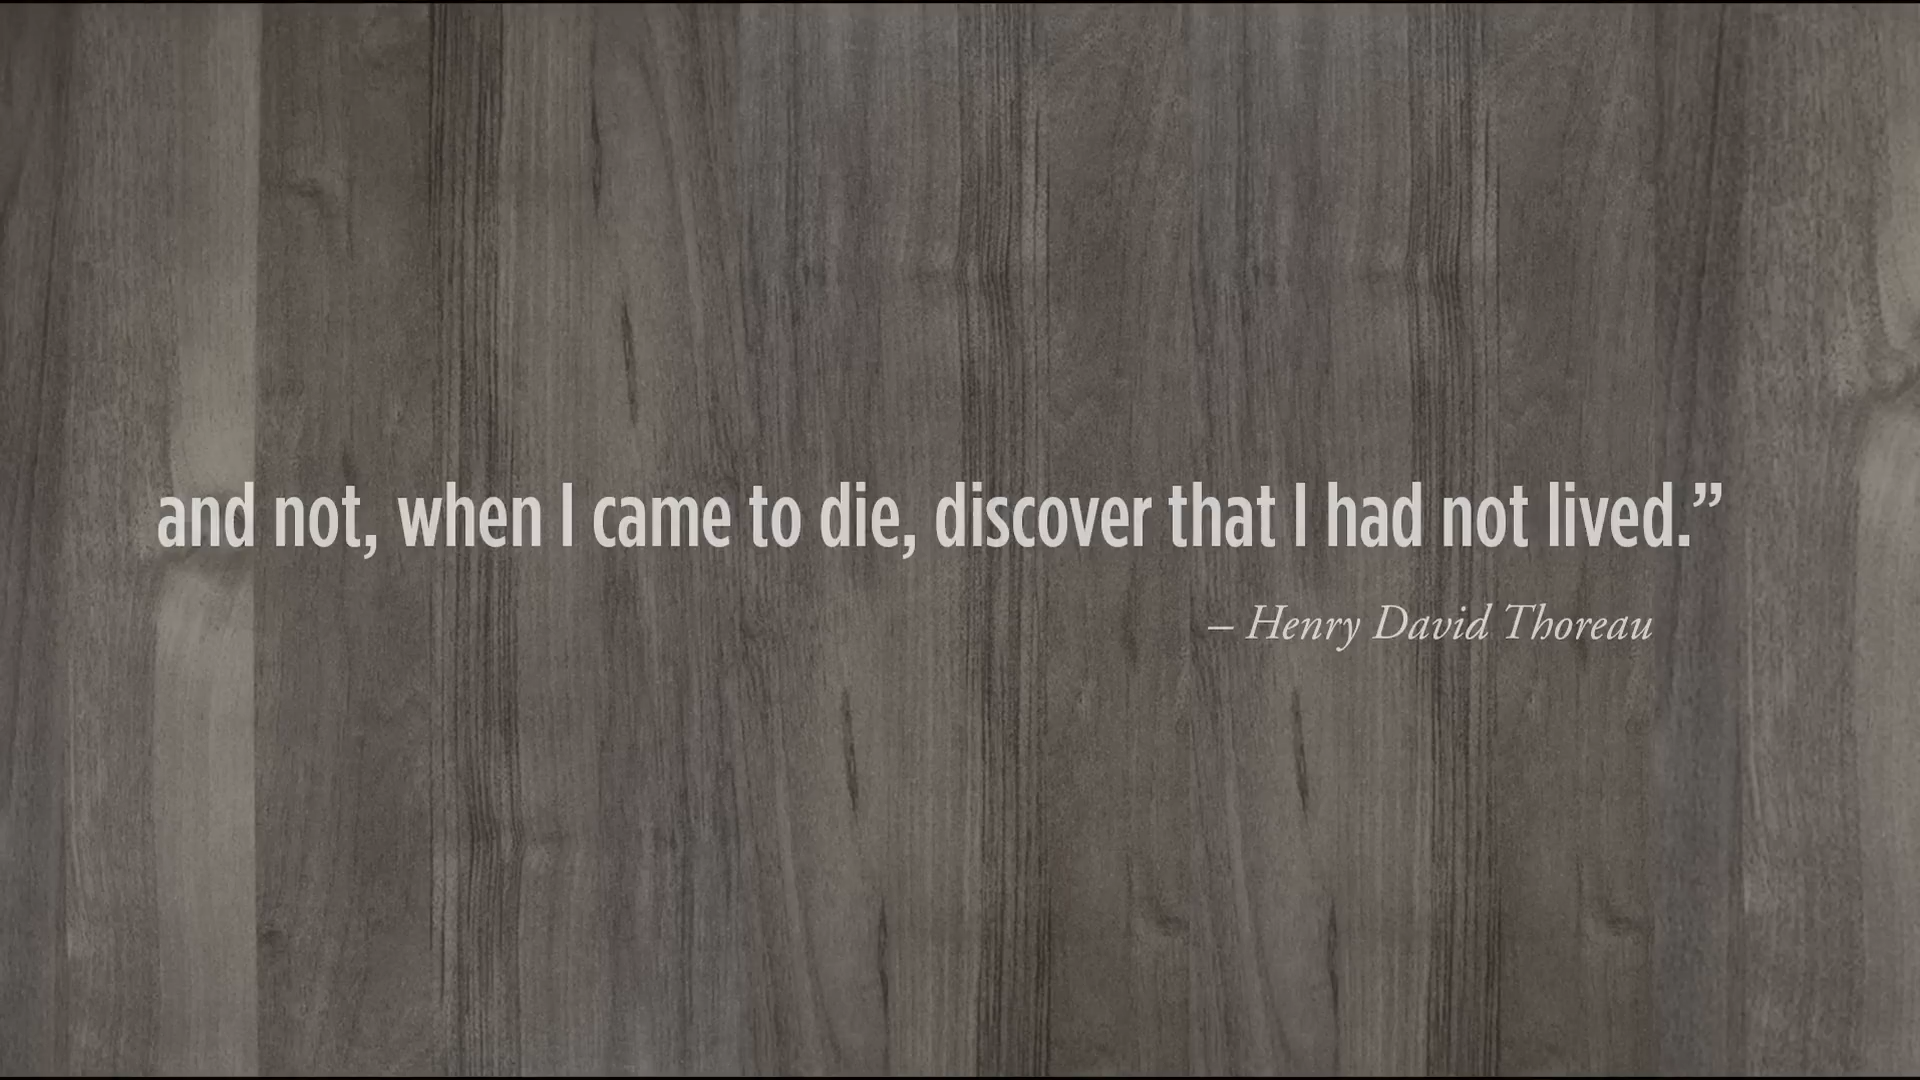 and not, when I came to die, discover that I had not lived.”
– Henry David Thoreau